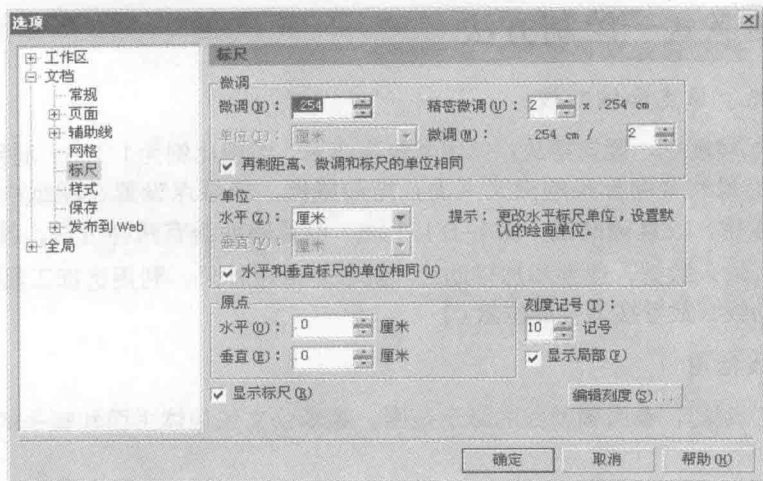 选项
工作区
文档
常规
页面
辅助线
网格
标尺
样式
保存
发布到 Web
全局
标尺
微调
微调(N): .254 精密微调(U): 2 x .254 cm
单位(I): 厘米 微调(M): .254 cm / 2
再制距离、微调和标尺的单位相同
单位
水平(Z): 厘米 提示: 更改水平标尺单位，设置默
认的绘画单位。
垂直(V): 厘米
水平和垂直标尺的单位相同(U)
原点 刻度记号(T):
水平(O): .0 厘米 10 记号
垂直(E): .0 厘米 显示局部(F)
显示标尺(R) 编辑刻度(S)...
确定 取消 帮助(H)